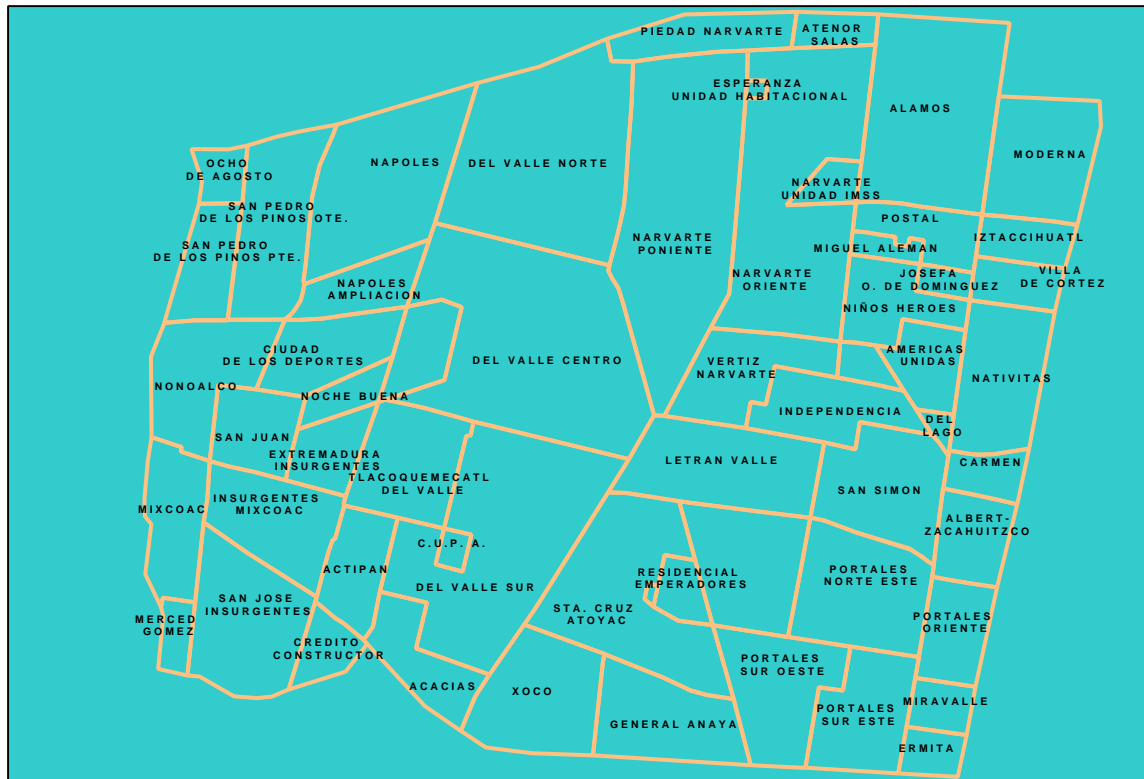 PIEDAD NARVARTE
ATENOR
SALAS
ESPERANZA
UNIDAD HABITACIONAL
ALAMOS
MODERNA
OCHO
DE AGOSTO
NAPOLES
DEL VALLE NORTE
NARVARTE
UNIDAD IMSS
SAN PEDRO
DE LOS PINOS OTE.
POSTAL
SAN PEDRO
DE LOS PINOS PTE.
NARVARTE
PONIENTE
MIGUEL ALEMAN
IZTACCIHUATL
NAPOLES
AMPLIACION
NARVARTE
ORIENTE
JOSEFA
O. DE DOMINGUEZ
VILLA
DE CORTEZ
NIÑOS HEROES
CIUDAD
DE LOS DEPORTES
DEL VALLE CENTRO
VERTIZ
NARVARTE
AMERICAS
UNIDAS
NATIVITAS
NONOALCO
NOCHE BUENA
INDEPENDENCIA
DEL
LAGO
SAN JUAN
EXTREMADURA
INSURGENTES
LETRAN VALLE
CARMEN
TLACOQUEMECATL
DEL VALLE
SAN SIMON
MIXCOAC
INSURGENTES
MIXCOAC
ALBERT-
ZACAHUITZCO
C.U.P. A.
ACTIPAN
DEL VALLE SUR
RESIDENCIAL
EMPERADORES
PORTALES
NORTE ESTE
SAN JOSE
INSURGENTES
MERCED
GOMEZ
STA. CRUZ
ATOYAC
PORTALES
ORIENTE
CREDITO
CONSTRUCTOR
PORTALES
SUR OESTE
ACACIAS
XOCO
MIRAVALLE
GENERAL ANAYA
PORTALES
SUR ESTE
ERMITA